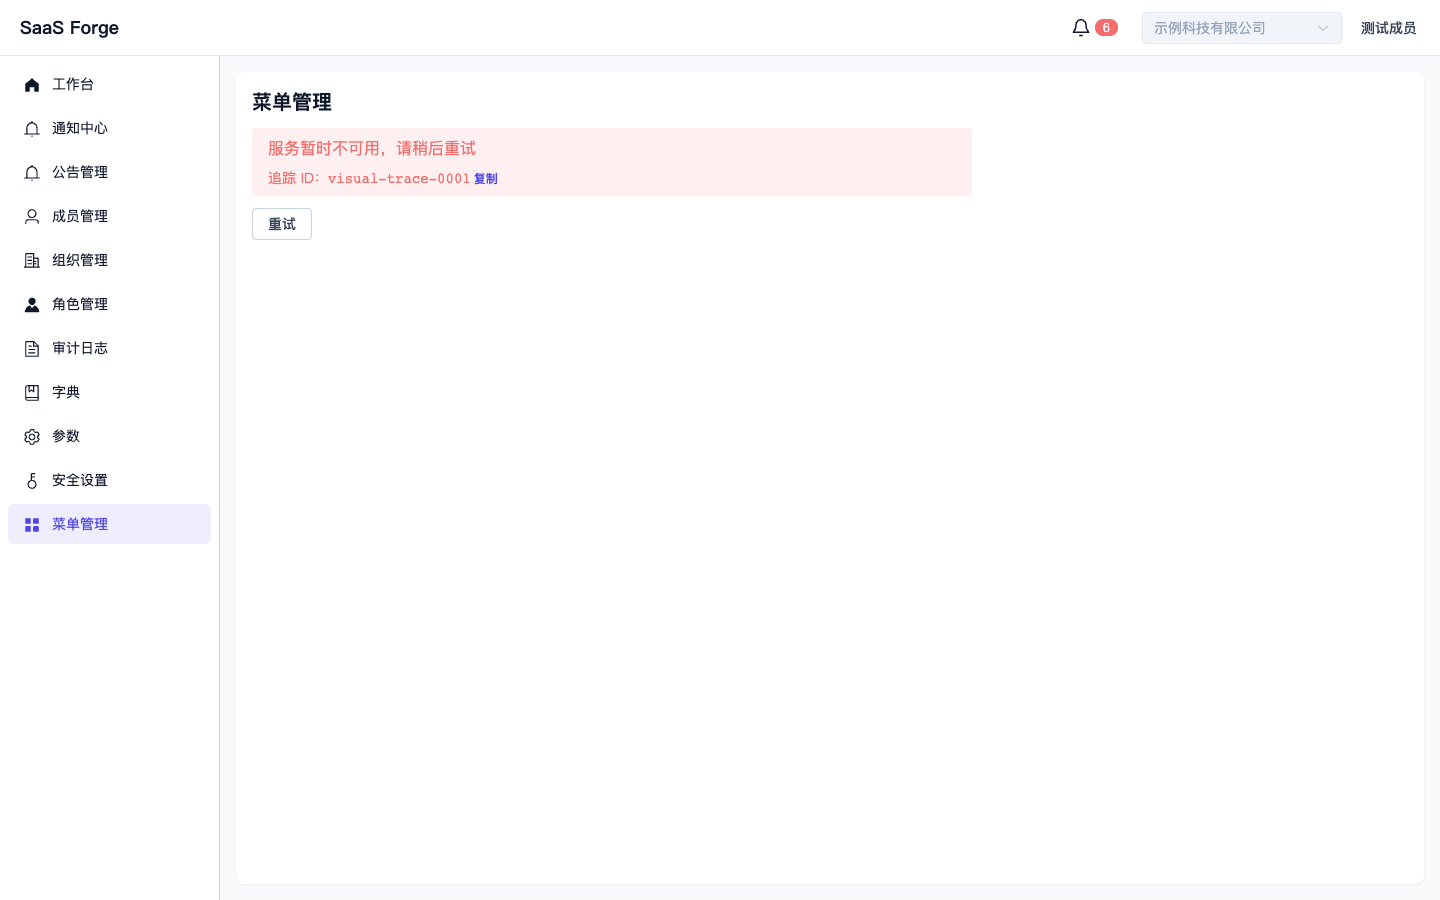 SaaS Forge
6
示例科技有限公司
测试成员
工作台
通知中心
公告管理
成员管理
组织管理
角色管理
审计日志
字典
参数
安全设置
菜单管理
菜单管理
服务暂时不可用，请稍后重试
追踪 ID：visual-trace-0001 复制
重试